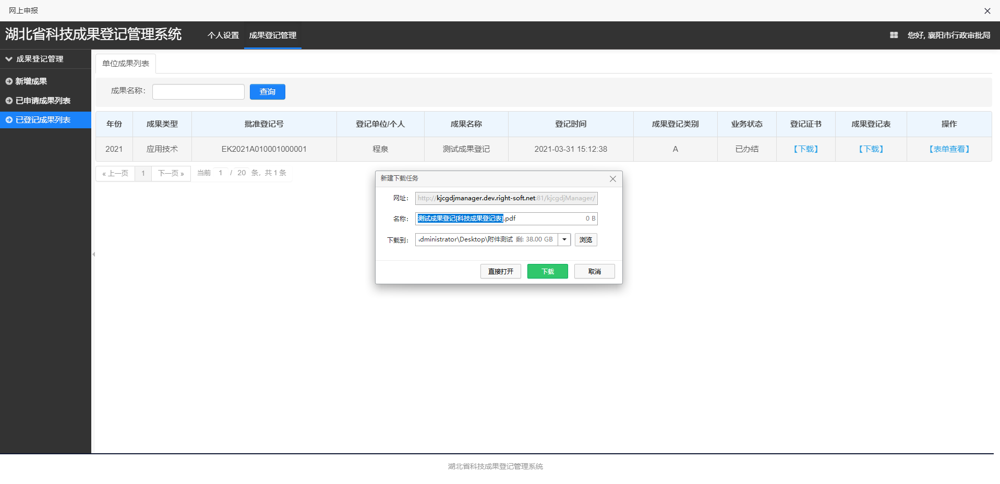 网上申报
湖北省科技成果登记管理系统 个人设置 成果登记管理 您好, 襄阳市行政审批局
成果登记管理
新增成果
已申请成果列表
已登记成果列表
单位成果列表
成果名称: 查询
年份 成果类型 批准登记号 登记单位/个人 成果名称 登记时间 成果登记类别 业务状态 登记证书 成果登记表 操作
2021 应用技术 EK2021A010001000001 程泉 测试成果登记 2021-03-31 15:12:38 A 已办结 【下载】 【下载】 【表单查看】
« 上一页 1 下一页 » 当前 1 / 20 条, 共 1 条
新建下载任务
网址: http://kjcgdjmanager.dev.right-soft.net:81/kjcgdjManager/
名称: 测试成果登记[科技成果登记表].pdf 0 B
下载到: \dministrator\Desktop\附件测试 剩: 38.00 GB 浏览
直接打开 下载 取消
湖北省科技成果登记管理系统